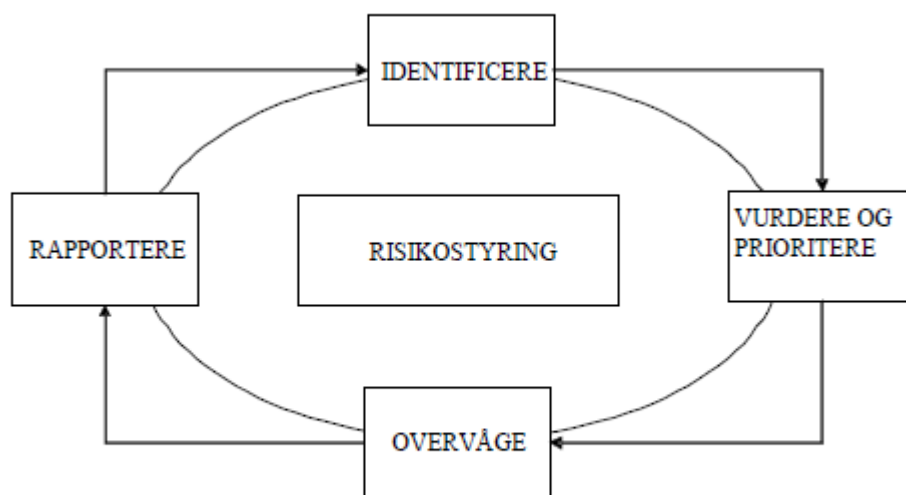 IDENTIFICERE
VURDERE OG
PRIORITERE
RAPPORTERE
RISIKOSTYRING
OVERVÅGE